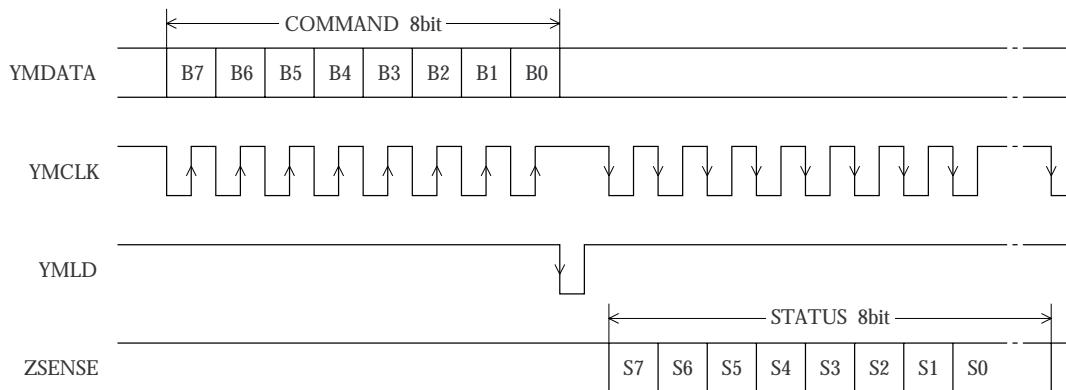 COMMAND 8bit
YMDATA B7 B6 B5 B4 B3 B2 B1 B0
YMCLK
YMLD
STATUS 8bit
ZSENSE S7 S6 S5 S4 S3 S2 S1 S0